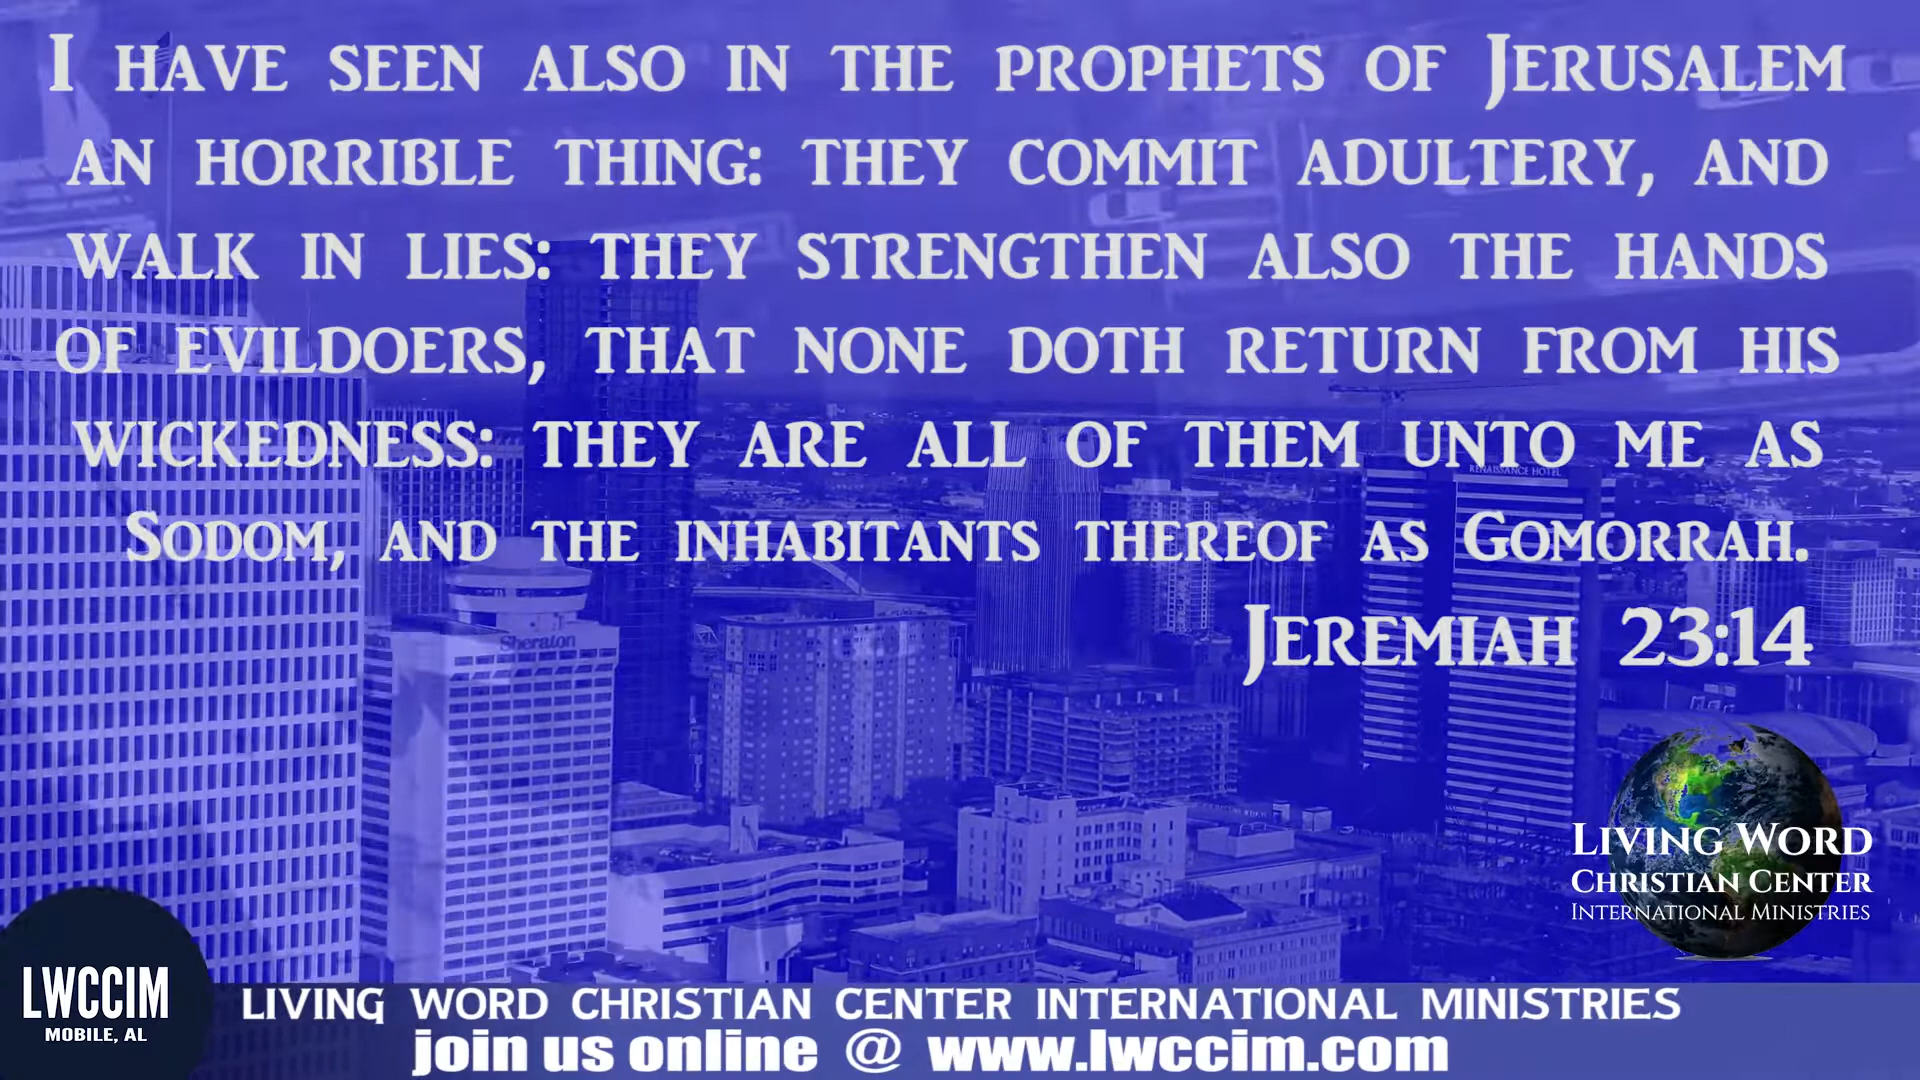 I have seen also in the prophets of Jerusalem
an horrible thing: they commit adultery, and
walk in lies: they strengthen also the hands
of evildoers, that none doth return from his
wickedness: they are all of them unto me as
Sodom, and the inhabitants thereof as Gomorrah.
Jeremiah 23:14
RENAISSANCE HOTEL
Sheraton
Living Word
Christian Center
International Ministries
LWCCIM
MOBILE, AL
LIVING WORD CHRISTIAN CENTER INTERNATIONAL MINISTRIES
join us online @ www.lwccim.com